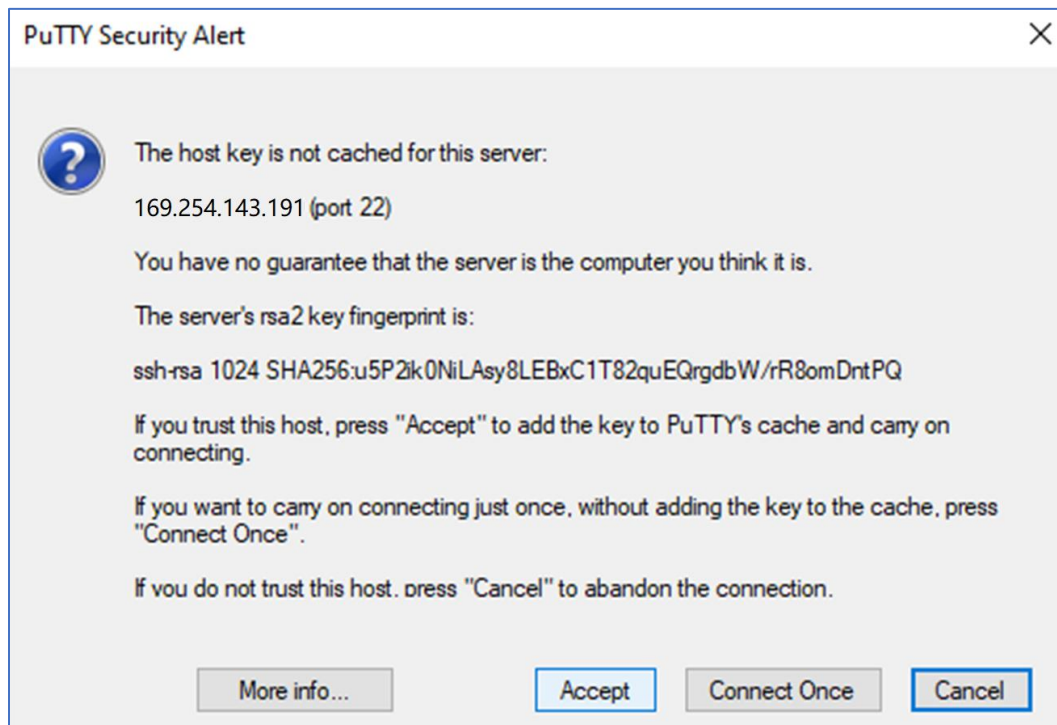 PuTTY Security Alert
The host key is not cached for this server:
169.254.143.191 (port 22)
You have no guarantee that the server is the computer you think it is.
The server's rsa2 key fingerprint is:
ssh-rsa 1024 SHA256:u5P2ik0NiLAsy8LEBxC1T82quEQrgdbW/rR8omDntPQ
If you trust this host, press "Accept" to add the key to PuTTY's cache and carry on
connecting.
If you want to carry on connecting just once, without adding the key to the cache, press
"Connect Once".
If you do not trust this host, press "Cancel" to abandon the connection.
More info...
Accept
Connect Once
Cancel